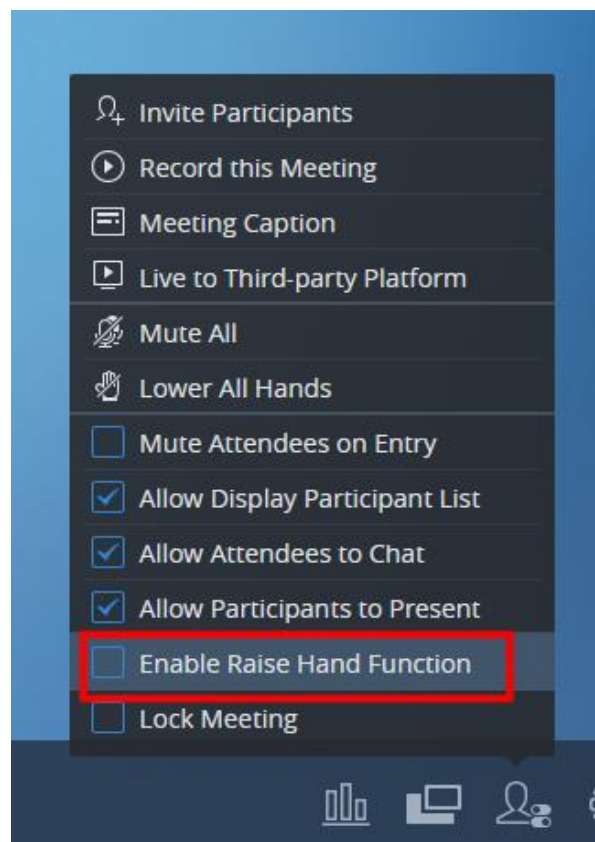 Invite Participants
Record this Meeting
Meeting Caption
Live to Third-party Platform
Mute All
Lower All Hands
Mute Attendees on Entry
Allow Display Participant List
Allow Attendees to Chat
Allow Participants to Present
Enable Raise Hand Function
Lock Meeting